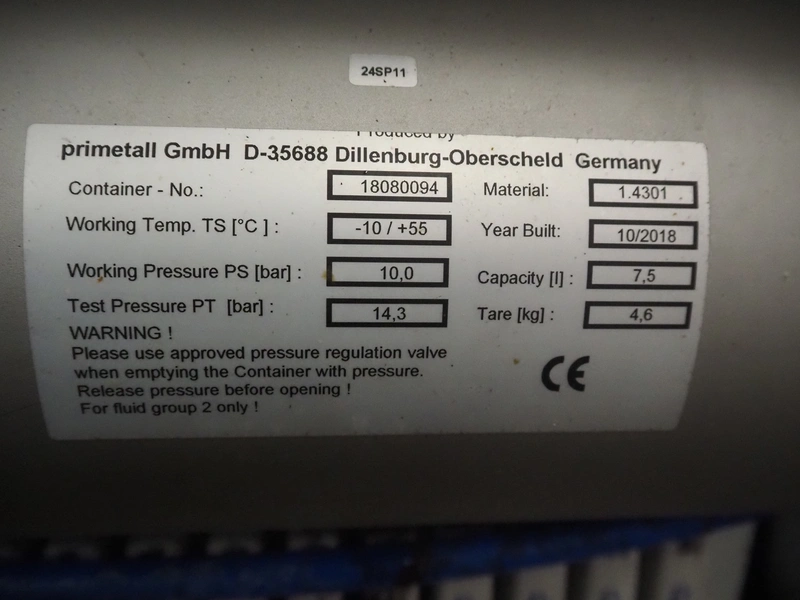 24SP11
Produced by
primetall GmbH D-35688 Dillenburg-Oberscheld Germany
Container - No.: 18080094 Material: 1.4301
Working Temp. TS [°C ] : -10 / +55 Year Built: 10/2018
Working Pressure PS [bar] : 10,0 Capacity [l] : 7,5
Test Pressure PT [bar] : 14,3 Tare [kg] : 4,6
WARNING !
Please use approved pressure regulation valve
when emptying the Container with pressure.
Release pressure before opening !
For fluid group 2 only !
CE